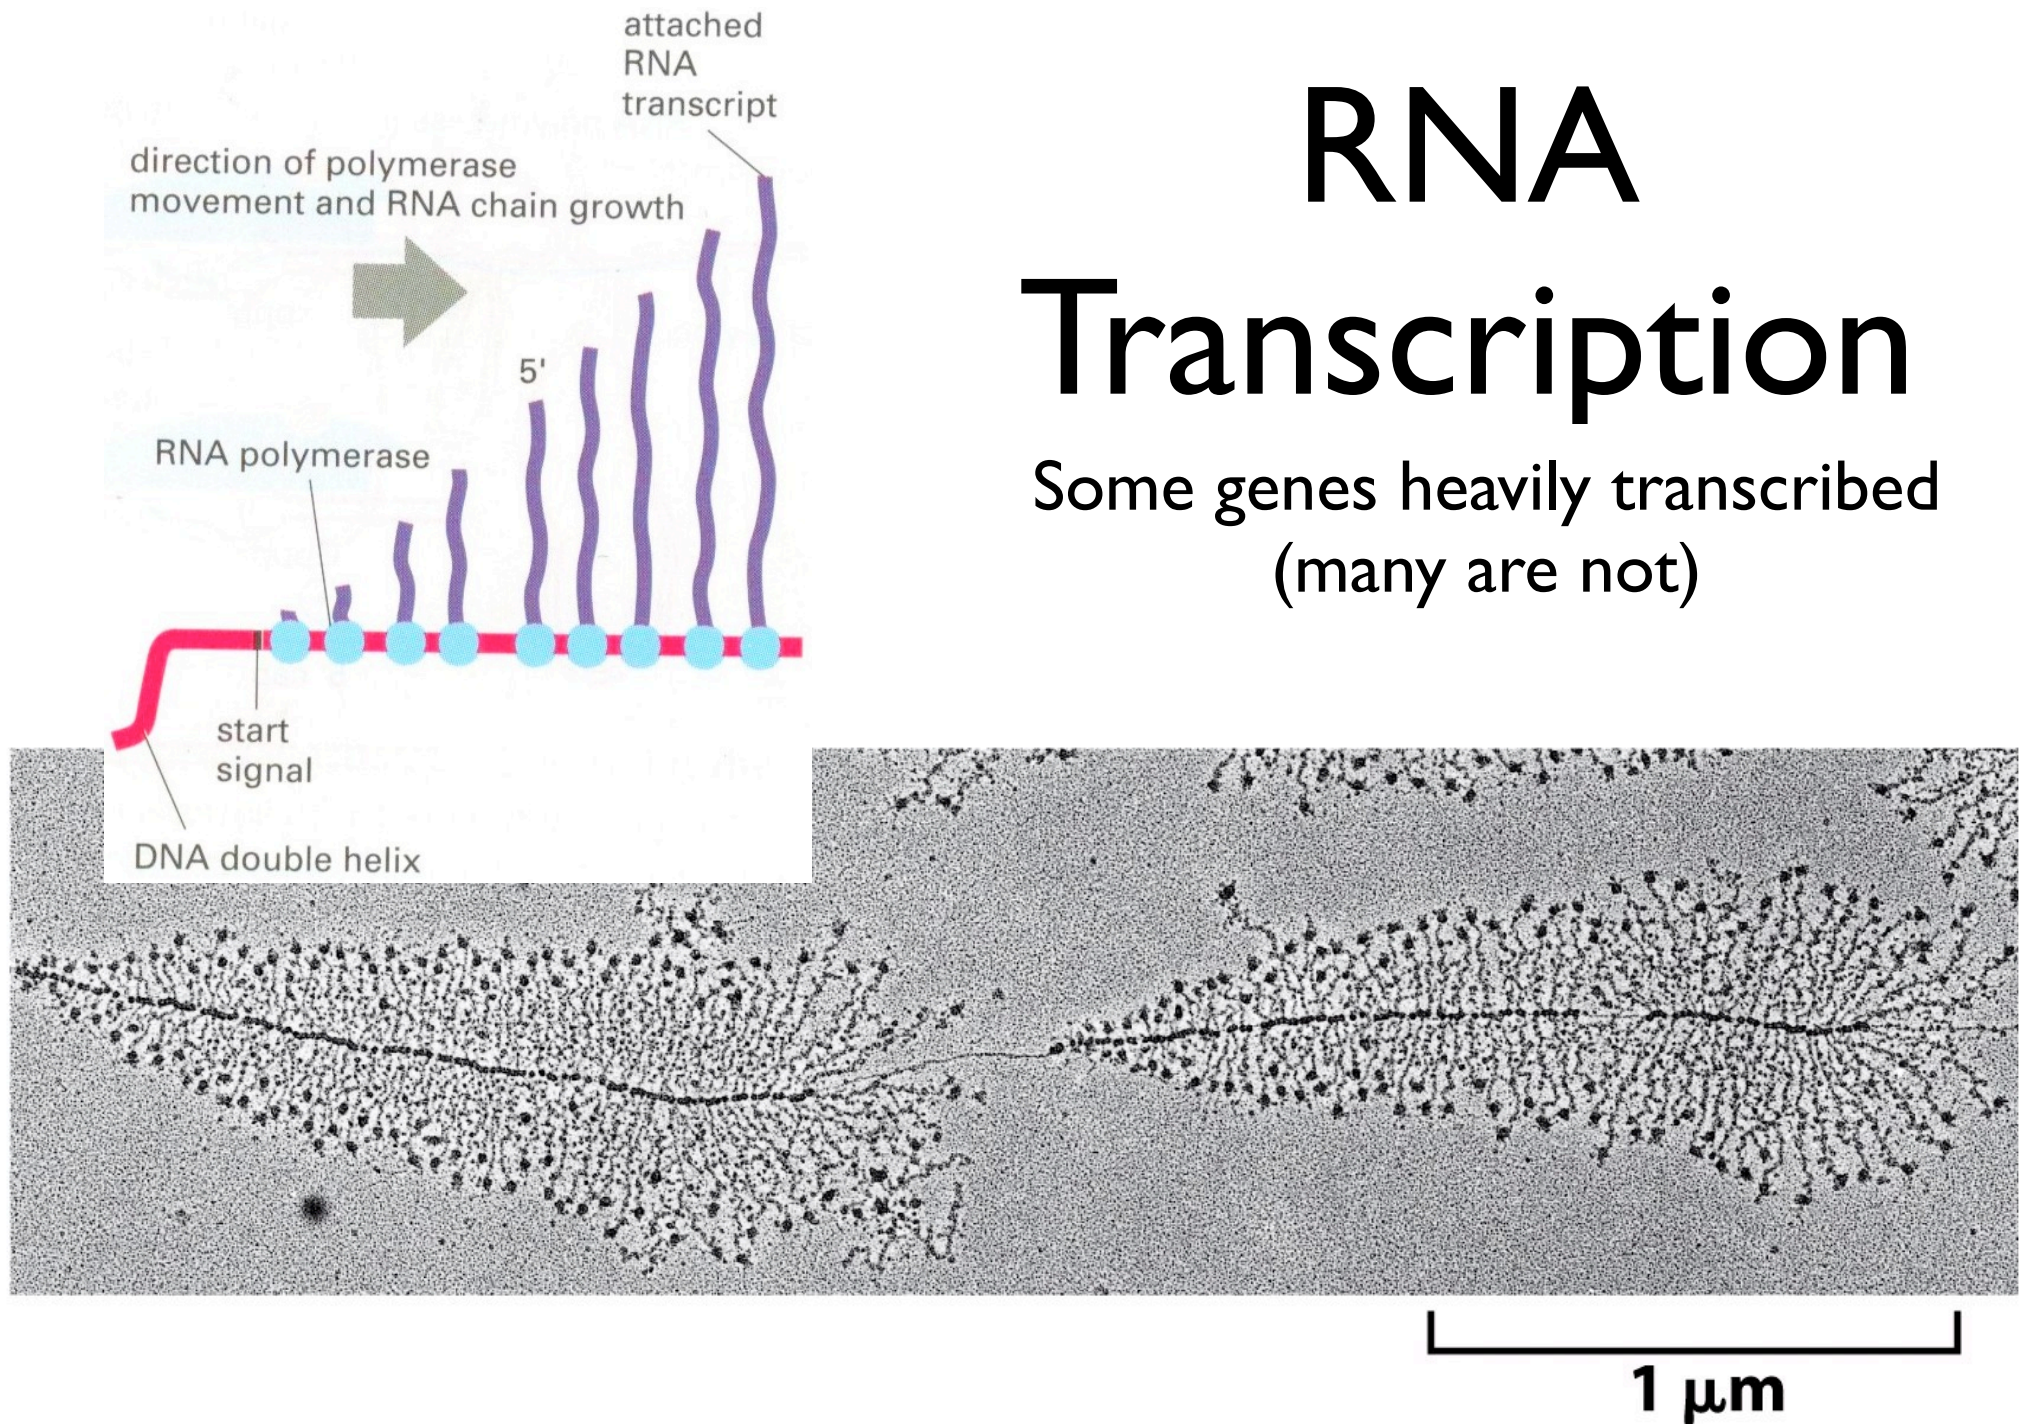 attached
RNA
transcript
direction of polymerase
movement and RNA chain growth
5'
RNA polymerase
start
signal
DNA double helix
RNA
Transcription
Some genes heavily transcribed
(many are not)
1 µm